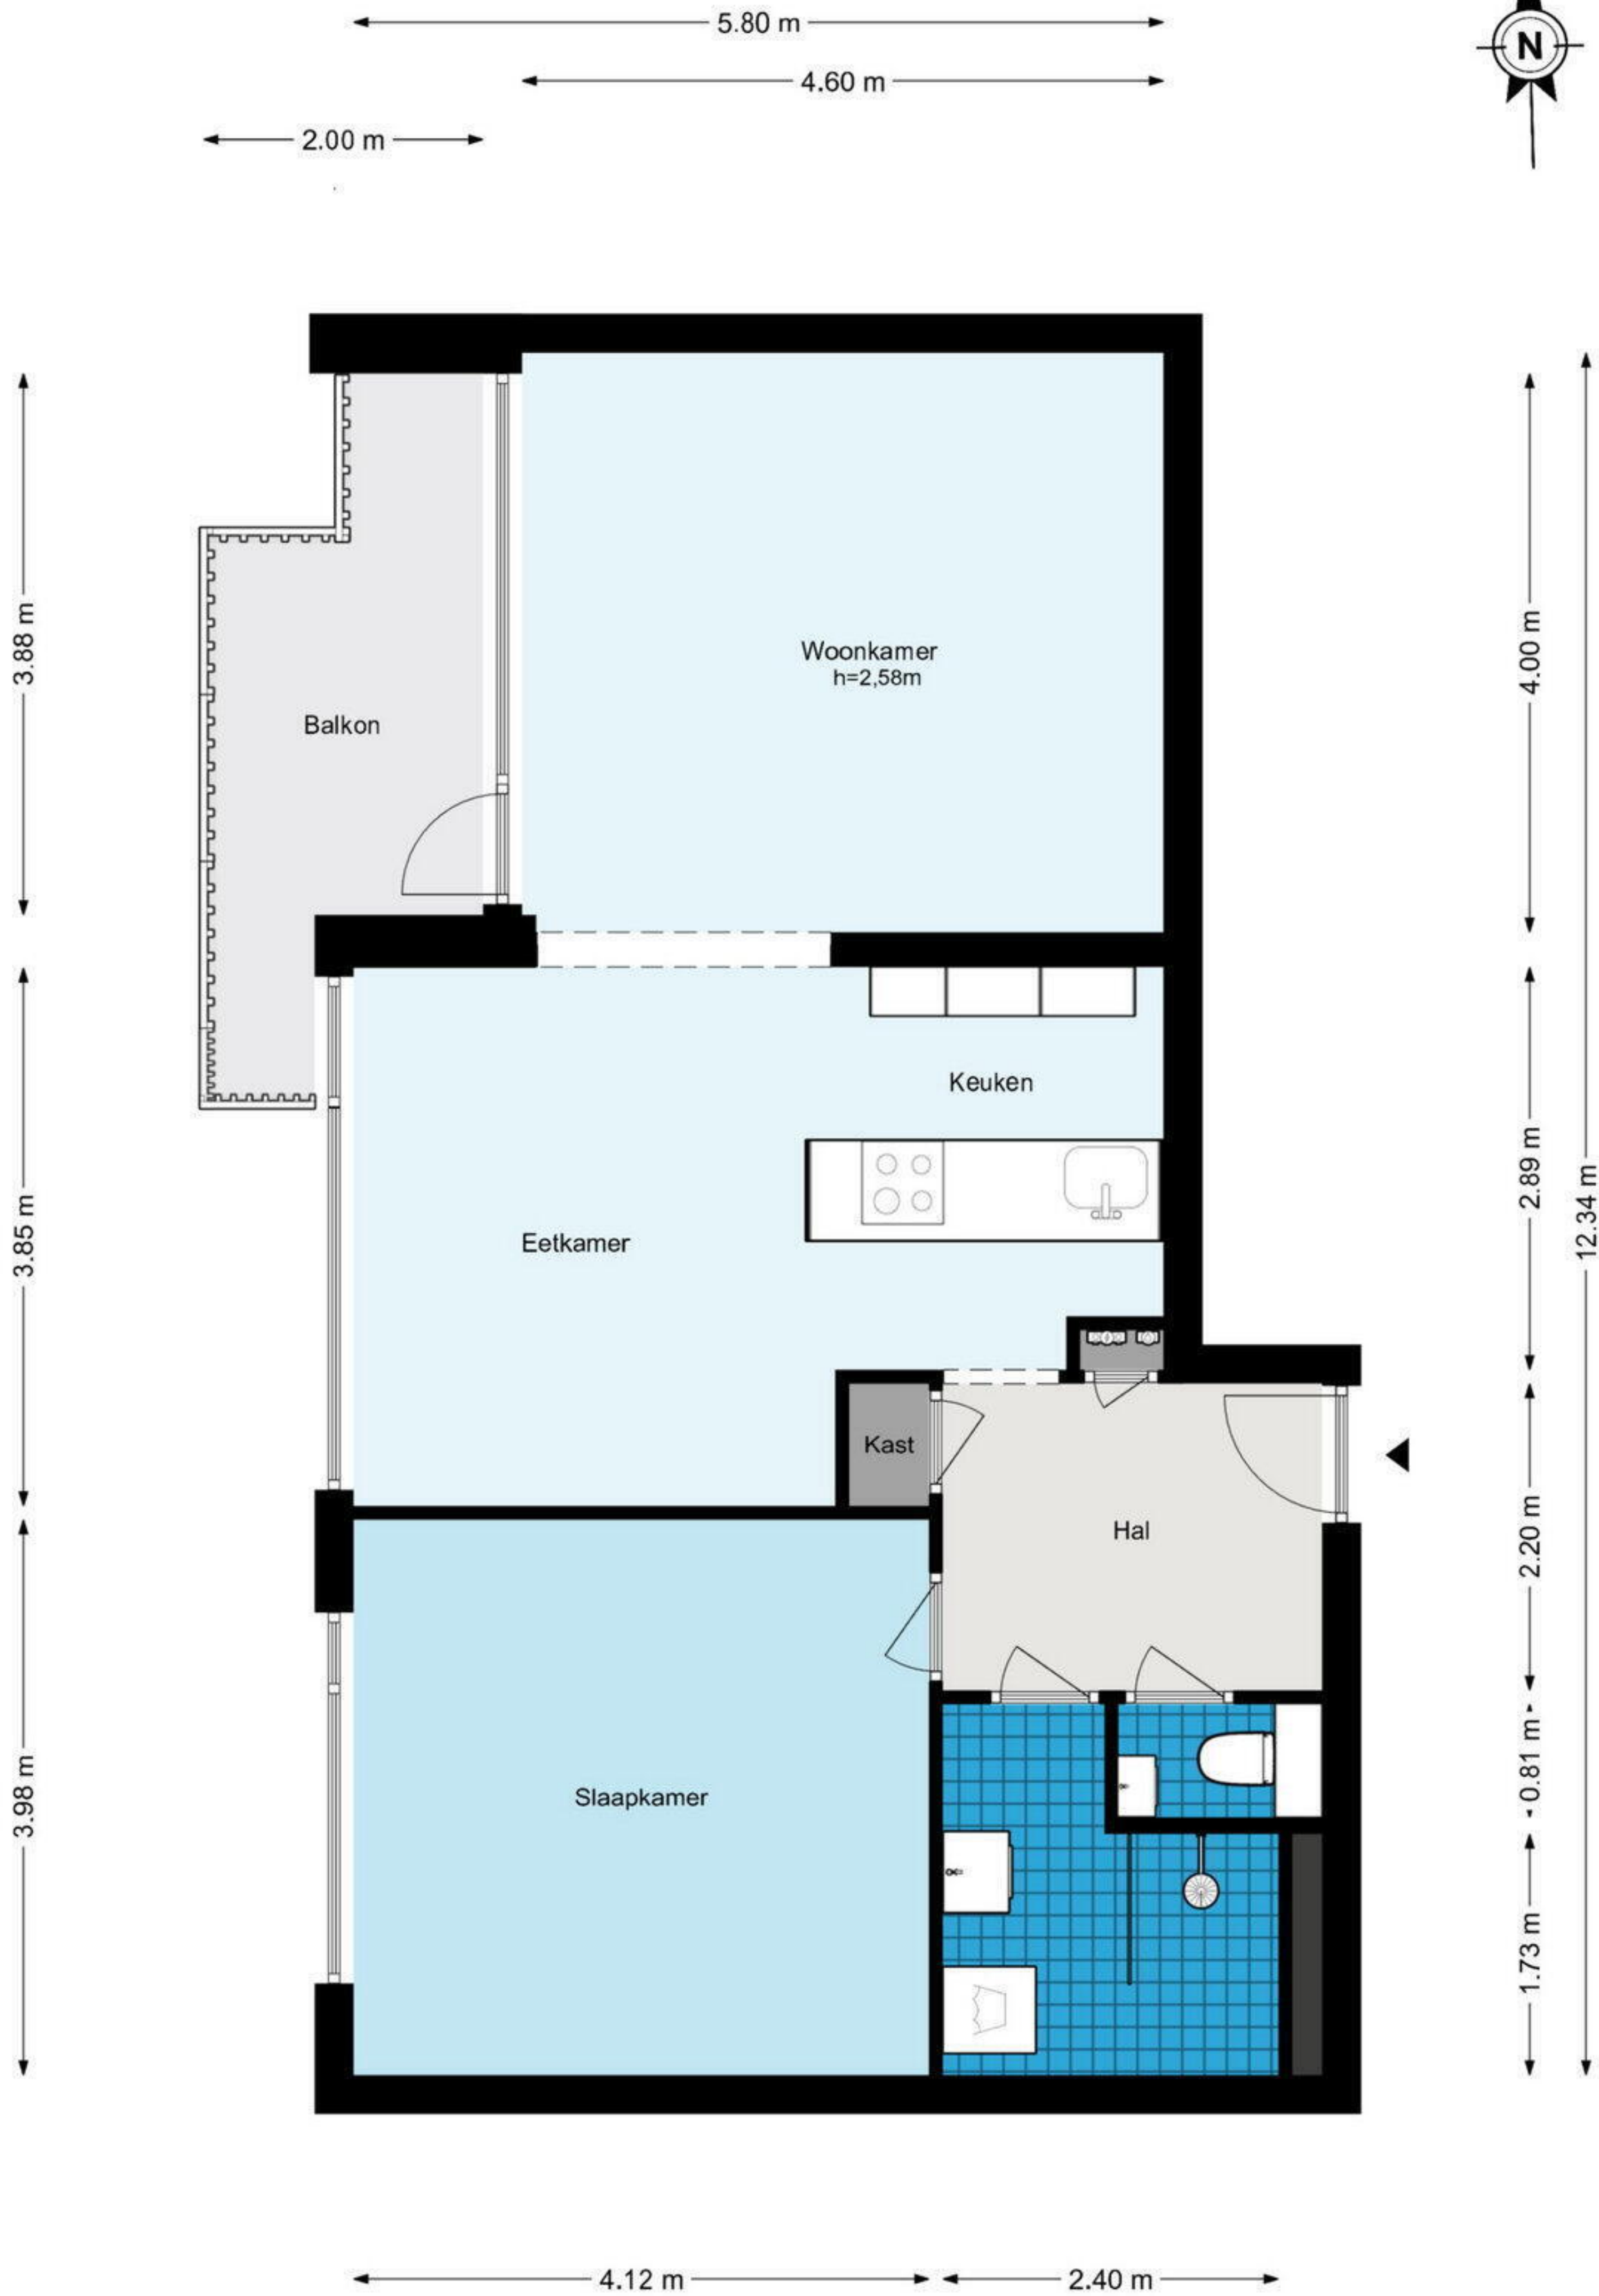 5.80 m
N
4.60 m
2.00 m
Woonkamer
h=2,58m
3.88 m
4.00 m
Balkon
Keuken
2.89 m
12.34 m
3.85 m
Eetkamer
Kast
Hal
2.20 m
0.81 m
3.98 m
Slaapkamer
1.73 m
4.12 m
2.40 m